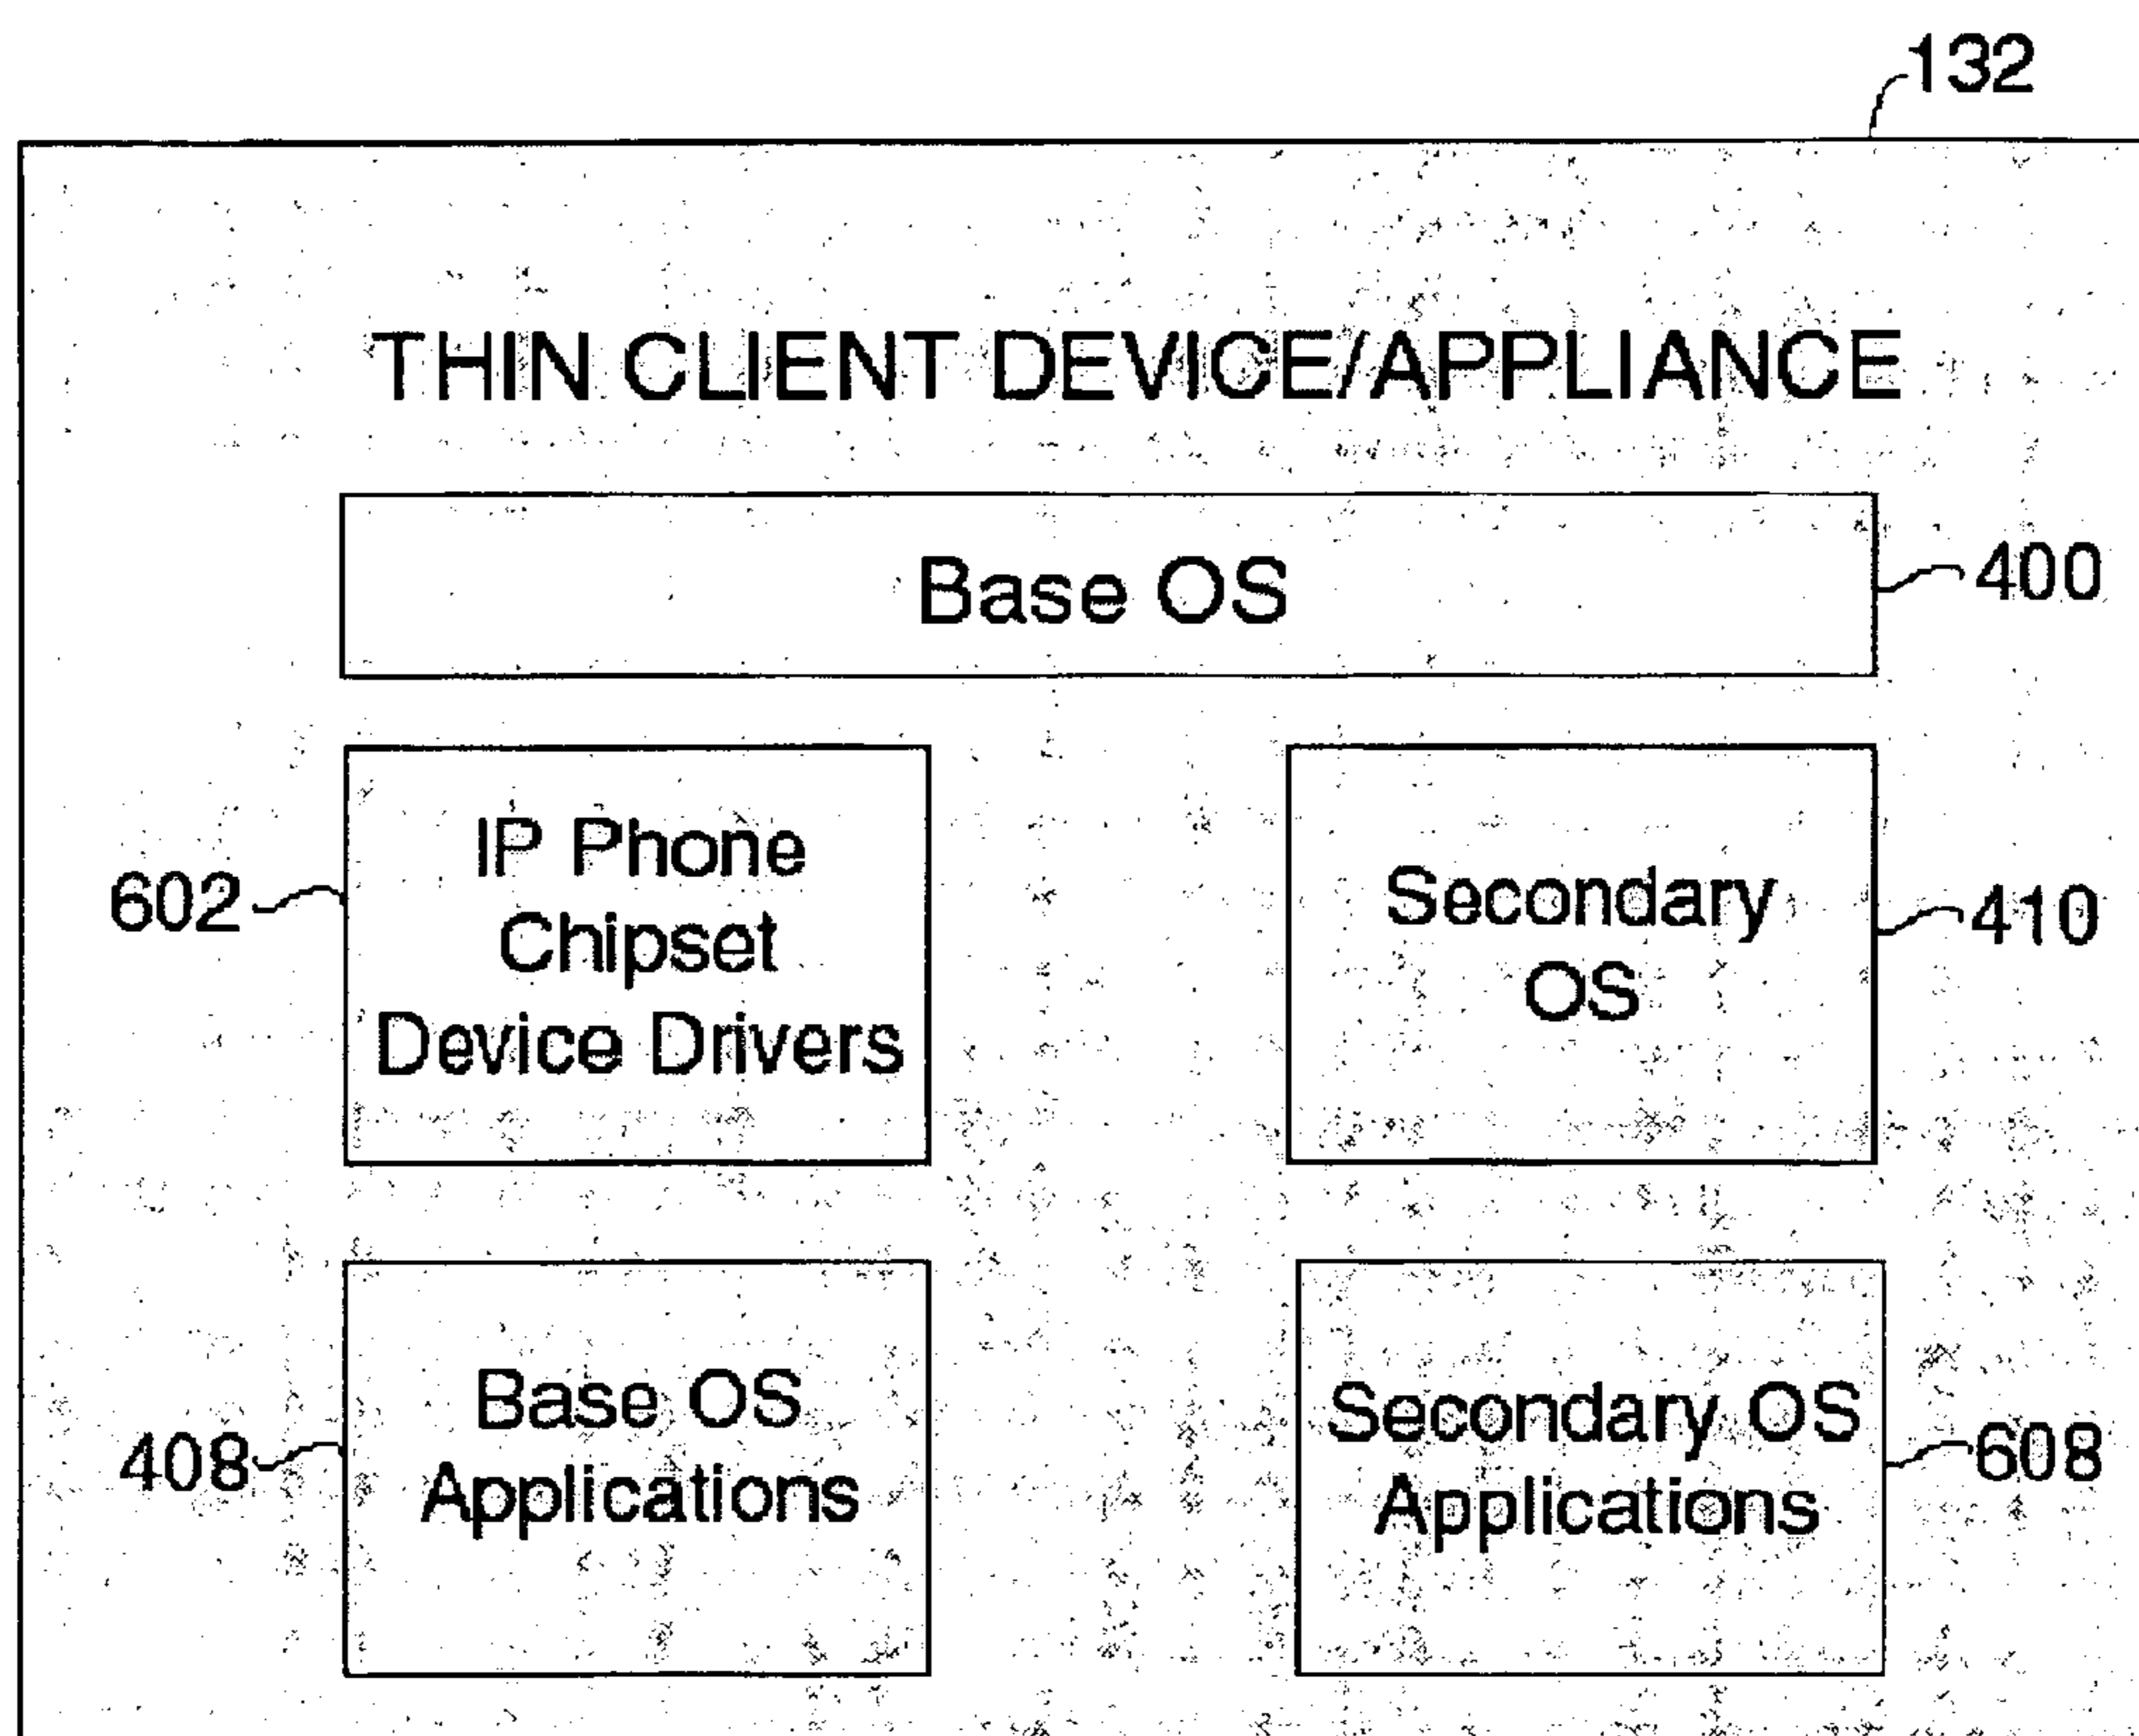 132
THIN CLIENT DEVICE/APPLIANCE
Base OS
400
602
IP Phone
Chipset
Device Drivers
Secondary
OS
410
408
Base OS
Applications
Secondary OS
Applications
608